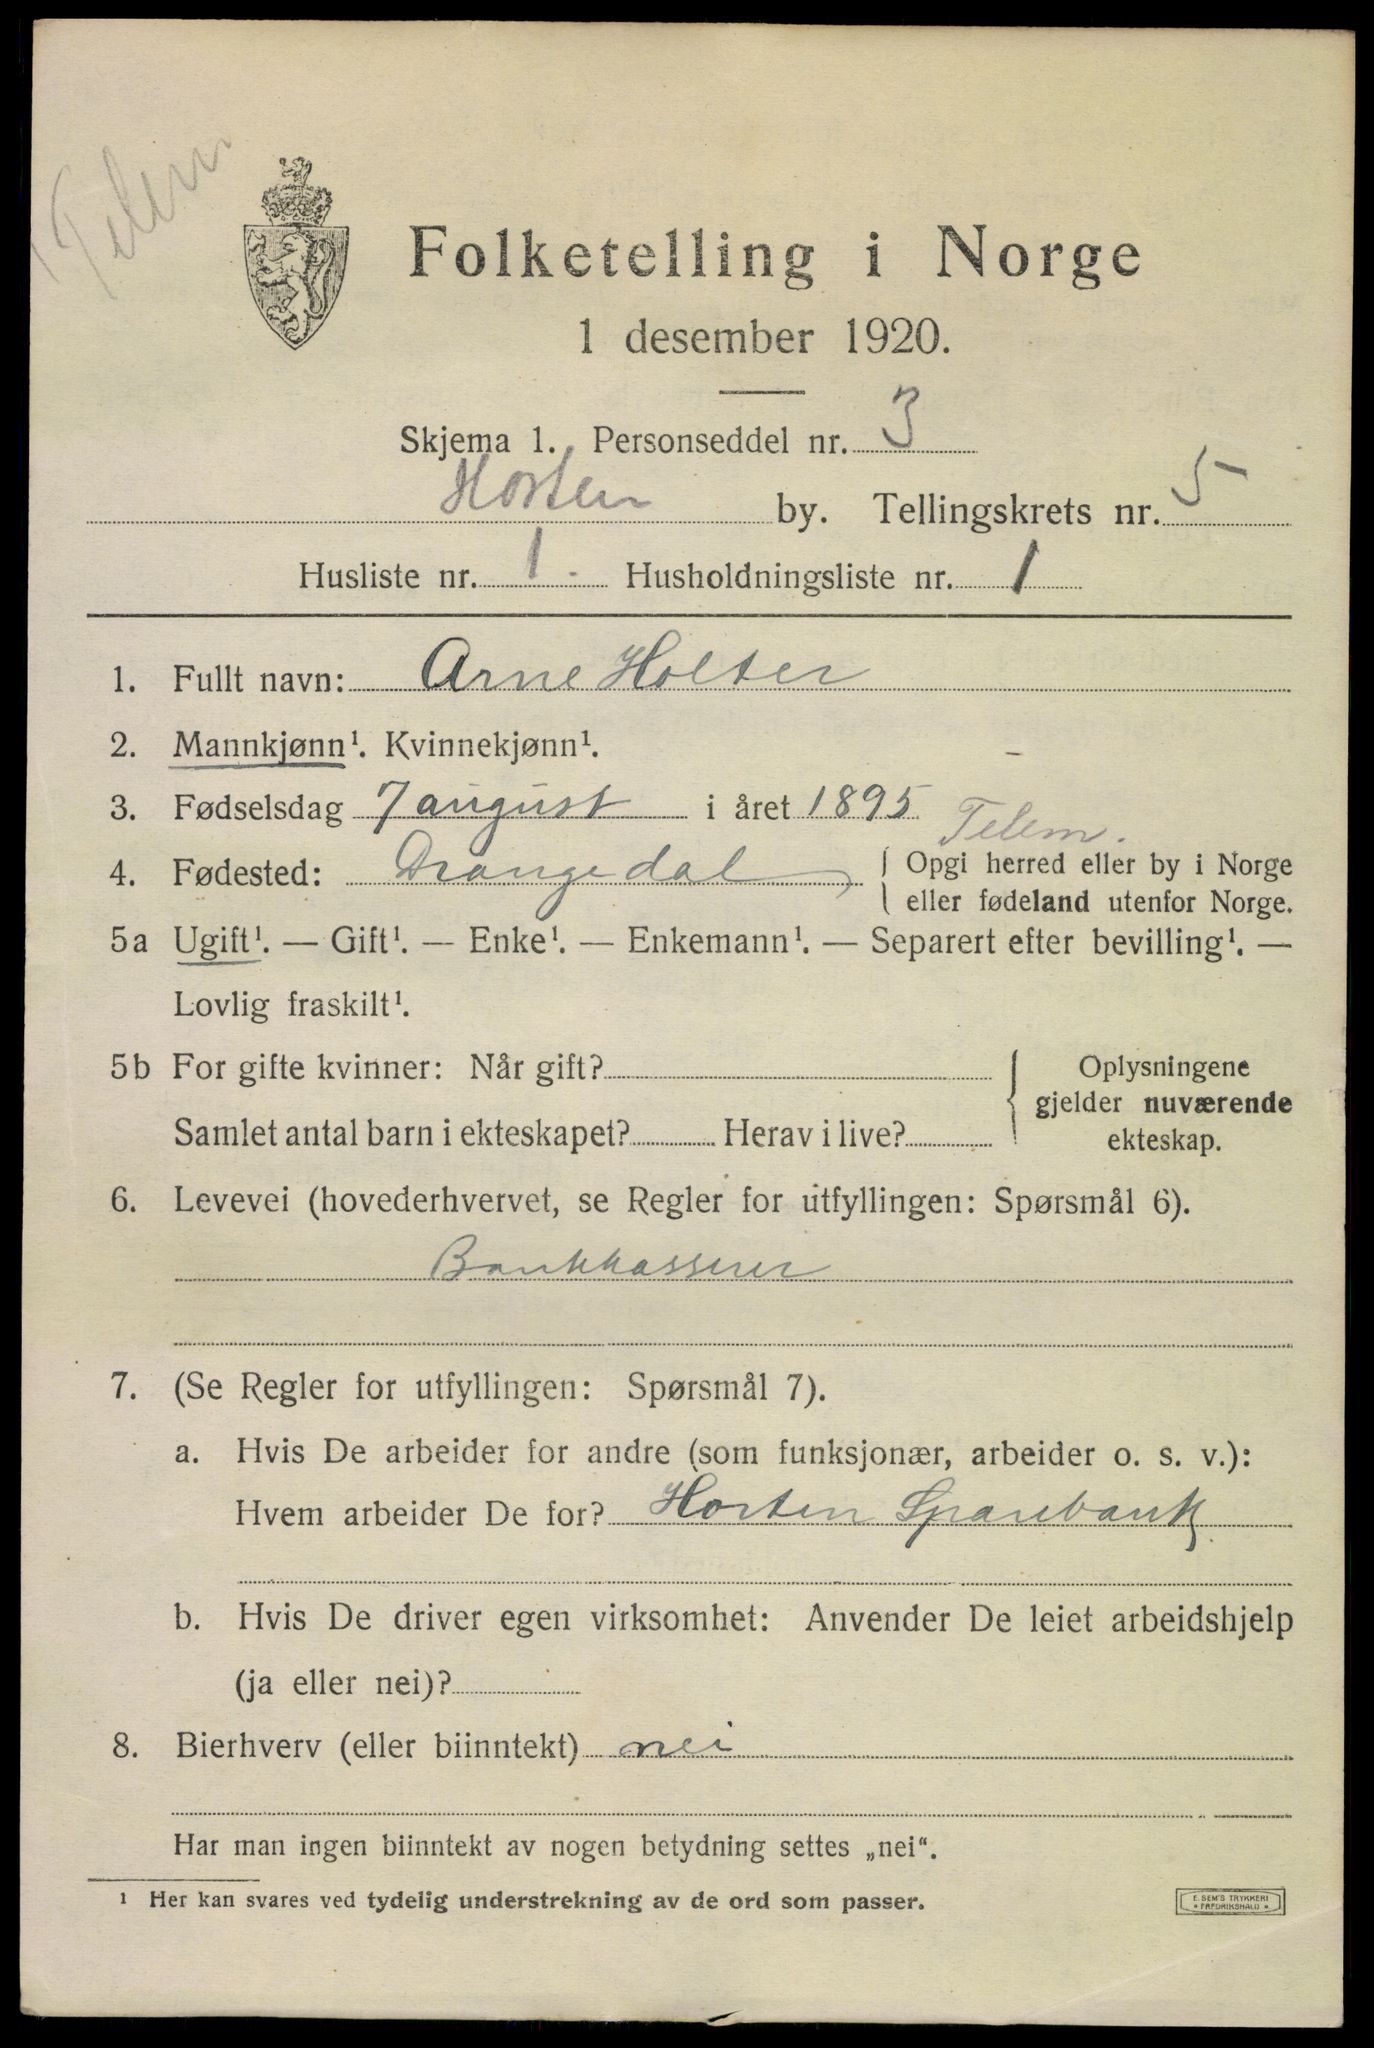 Telem
Folketelling i Norge
1 desember 1920.
Skjema 1. Personseddel nr. 3
Horten by. Tellingskrets nr. 5
Husliste nr. 1. Husholdningsliste nr. 1
1. Fullt navn: Arne Holter
2. Mannkjønn¹. Kvinnekjønn¹.
3. Fødselsdag 7 august i året 1895
Telem.
4. Fødested: Drangedal Opgi herred eller by i Norge
eller fødeland utenfor Norge.
5a Ugift¹. — Gift¹. — Enke¹. — Enkemann¹. — Separert efter bevilling¹. —
Lovlig fraskilt¹.
5b For gifte kvinner: Når gift? Oplysningene
gjelder nuværende
Samlet antal barn i ekteskapet? Herav i live? ekteskap.
6. Levevei (hovederhvervet, se Regler for utfyllingen: Spørsmål 6).
Bankkasserer
7. (Se Regler for utfyllingen: Spørsmål 7).
a. Hvis De arbeider for andre (som funksjonær, arbeider o. s. v.):
Hvem arbeider De for? Horten Sparebank
b. Hvis De driver egen virksomhet: Anvender De leiet arbeidshjelp
(ja eller nei)?
8. Bierhverv (eller biinntekt) nei
Har man ingen biinntekt av nogen betydning settes „nei“.
¹ Her kan svares ved tydelig understrekning av de ord som passer.
E. SEM'S TRYKKERI
* FREDRIKSHALD *